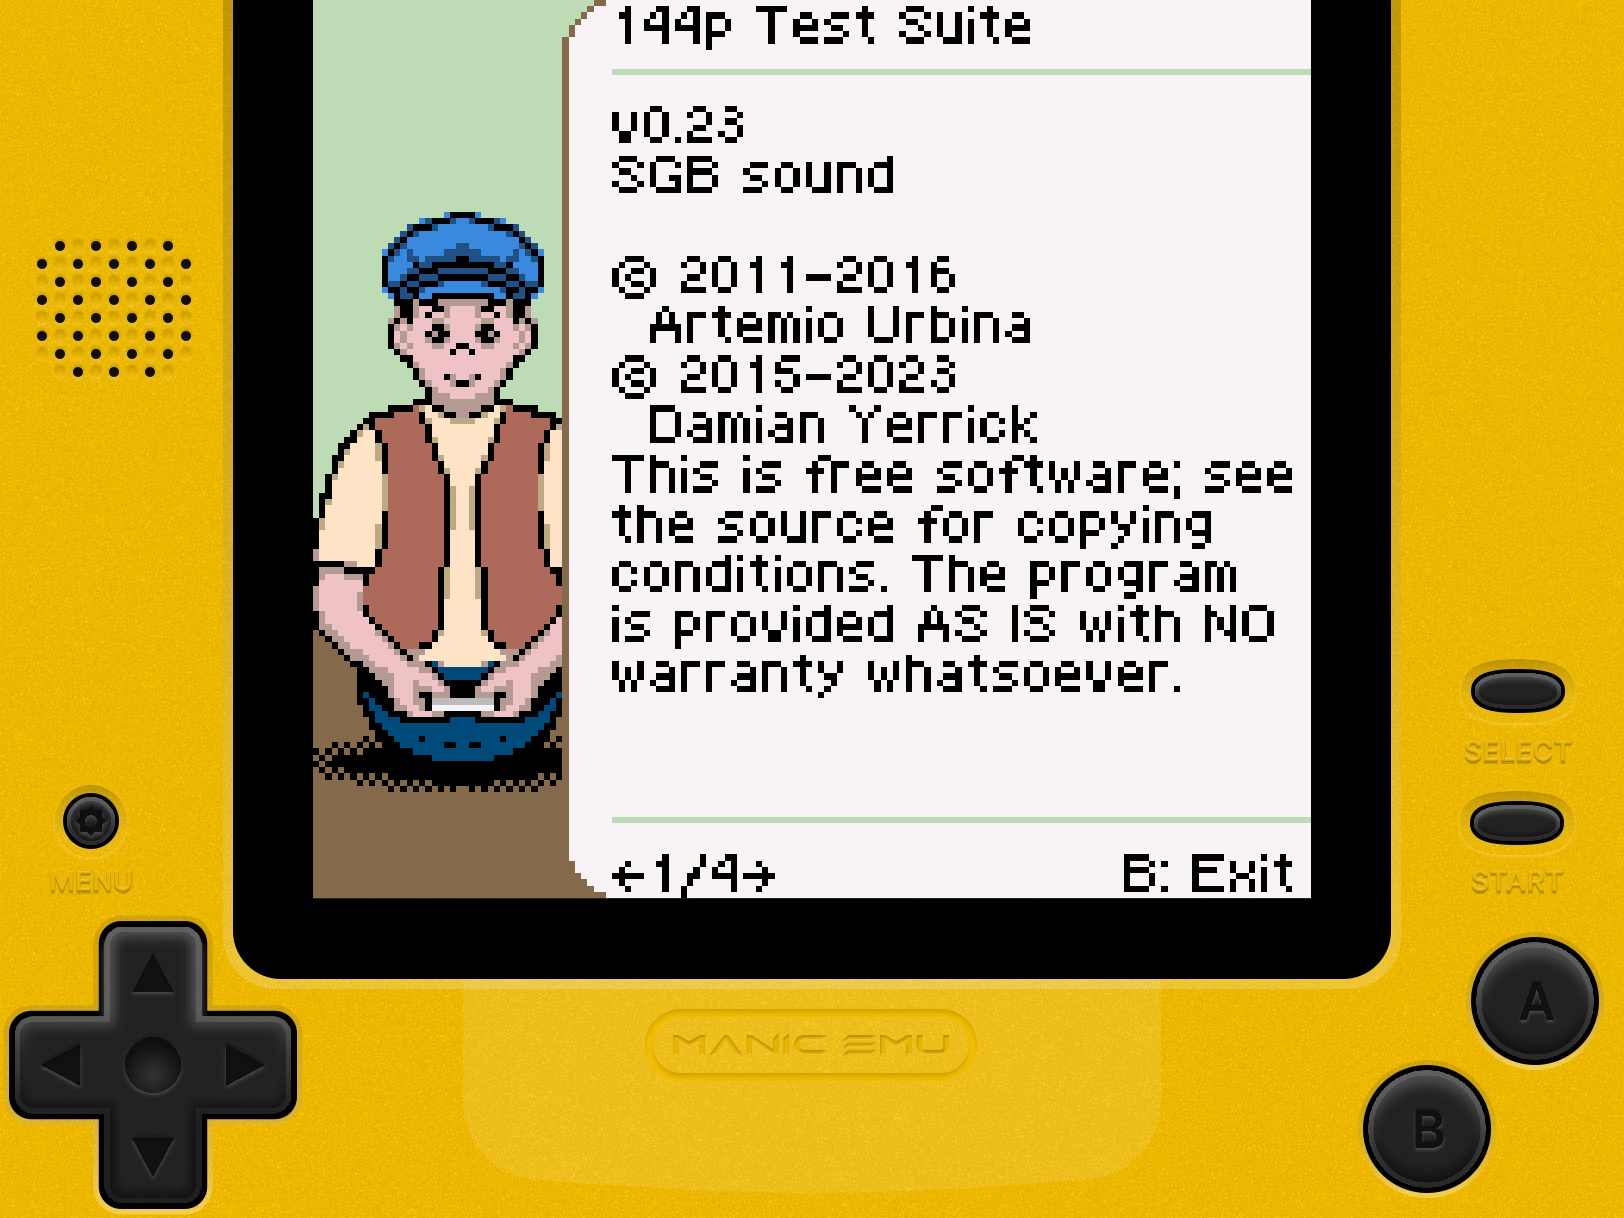 144p Test Suite
v0.23
SGB sound
© 2011-2016
Artemio Urbina
© 2015-2023
Damian Yerrick
This is free software; see
the source for copying
conditions. The program
is provided AS IS with NO
warranty whatsoever.
←1/4→
B: Exit
SELECT
START
MENU
MANIC EMU
A
B